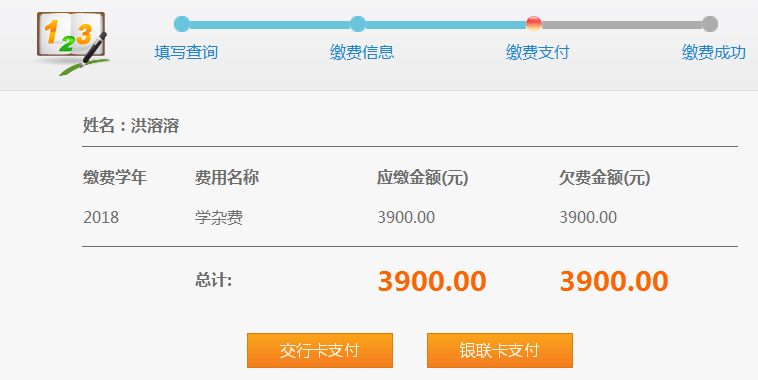 123
填写查询 缴费信息 缴费支付 缴费成功
姓名：洪溶溶
缴费学年 费用名称 应缴金额(元) 欠费金额(元)
2018 学杂费 3900.00 3900.00
总计: 3900.00 3900.00
交行卡支付 银联卡支付